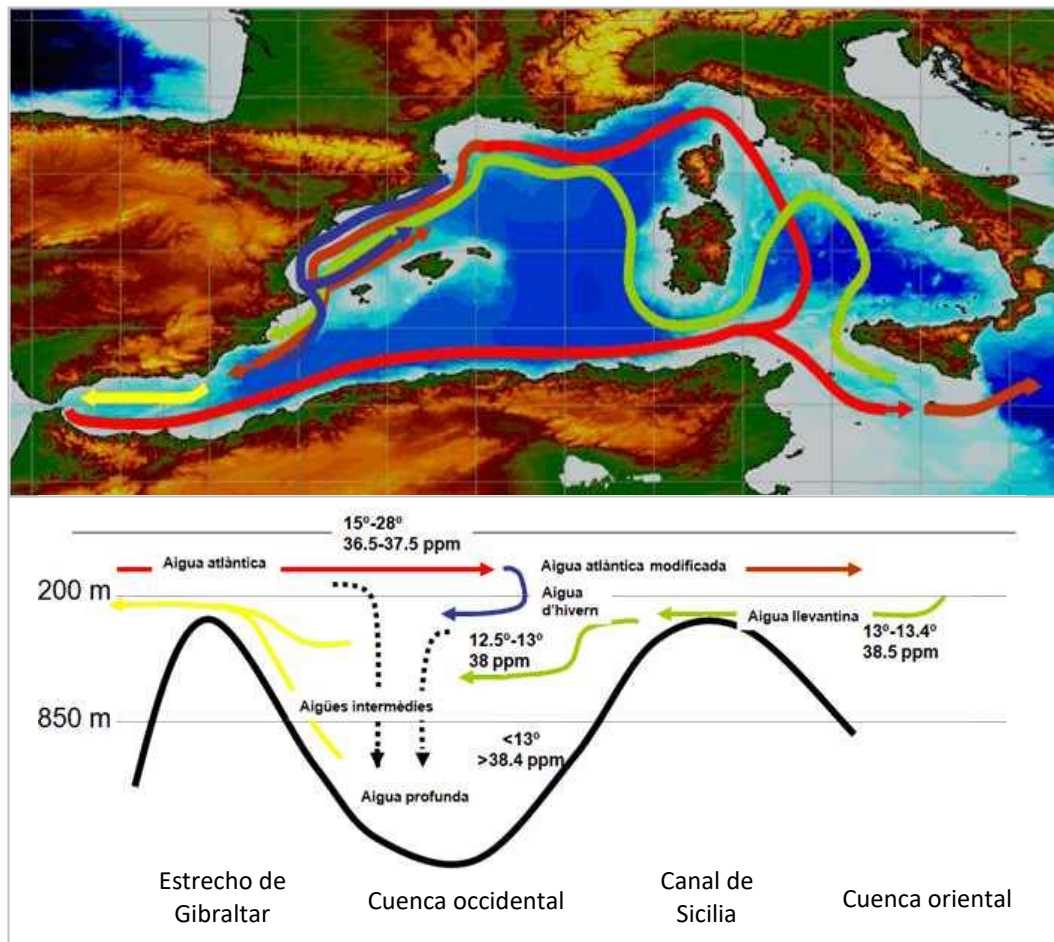 15º-28º
36.5-37.5 ppm
Aigua atlàntica
Aigua atlàntica modificada
200 m
Aigua
d'hivern
Aigua llevantina
12.5º-13º
38 ppm
13º-13.4º
38.5 ppm
Aigües intermèdies
850 m
<13º
>38.4 ppm
Aigua profunda
Estrecho de
Gibraltar
Cuenca occidental
Canal de
Sicilia
Cuenca oriental